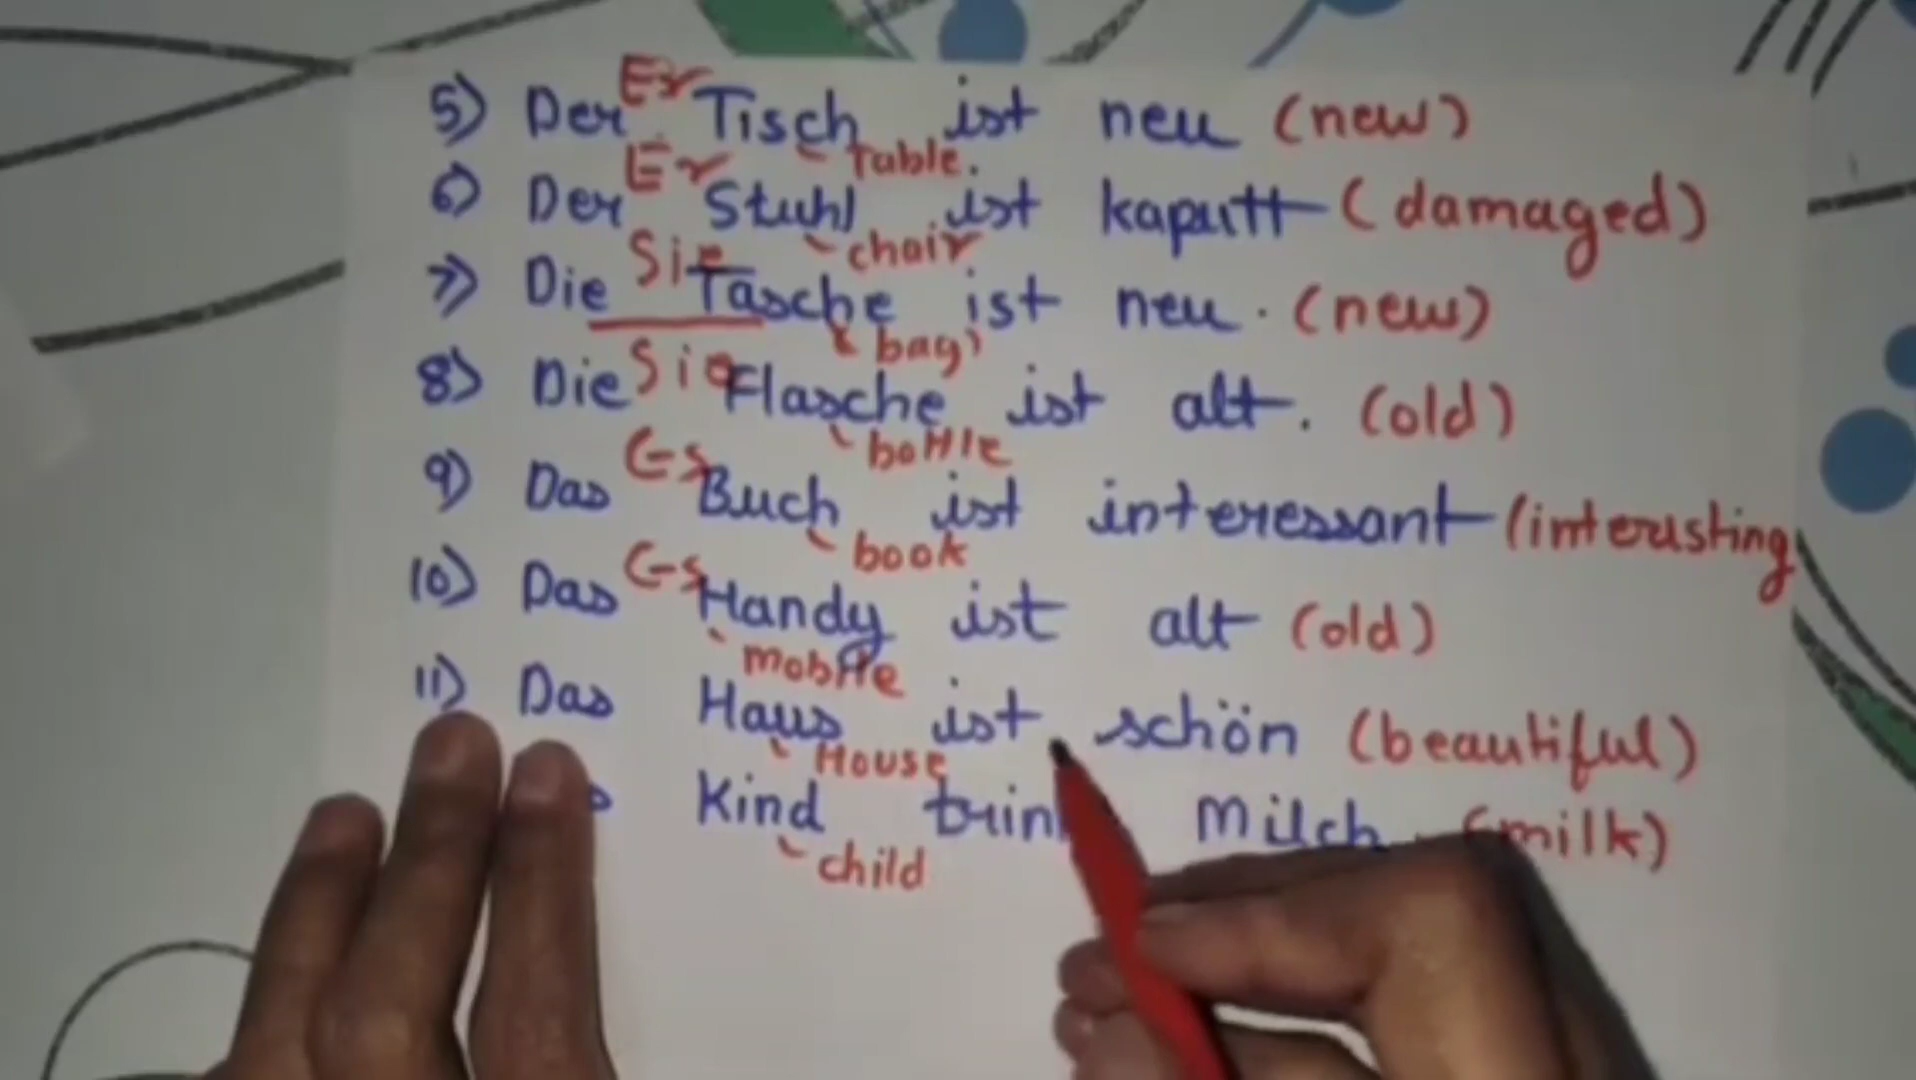 5) Der Er Tisch ist neu (new)
table.
6) Der Er Stuhl ist kaputt (damaged)
chair
7) Die Sie Tasche ist neu. (new)
bag
8) Die Sie Flasche ist alt. (old)
bottle
9) Das Es Buch ist interessant (interesting
book
10) Das Es Handy ist alt (old)
mobile
11) Das Haus ist schön (beautiful)
House
Kind Milch. (milk)
child